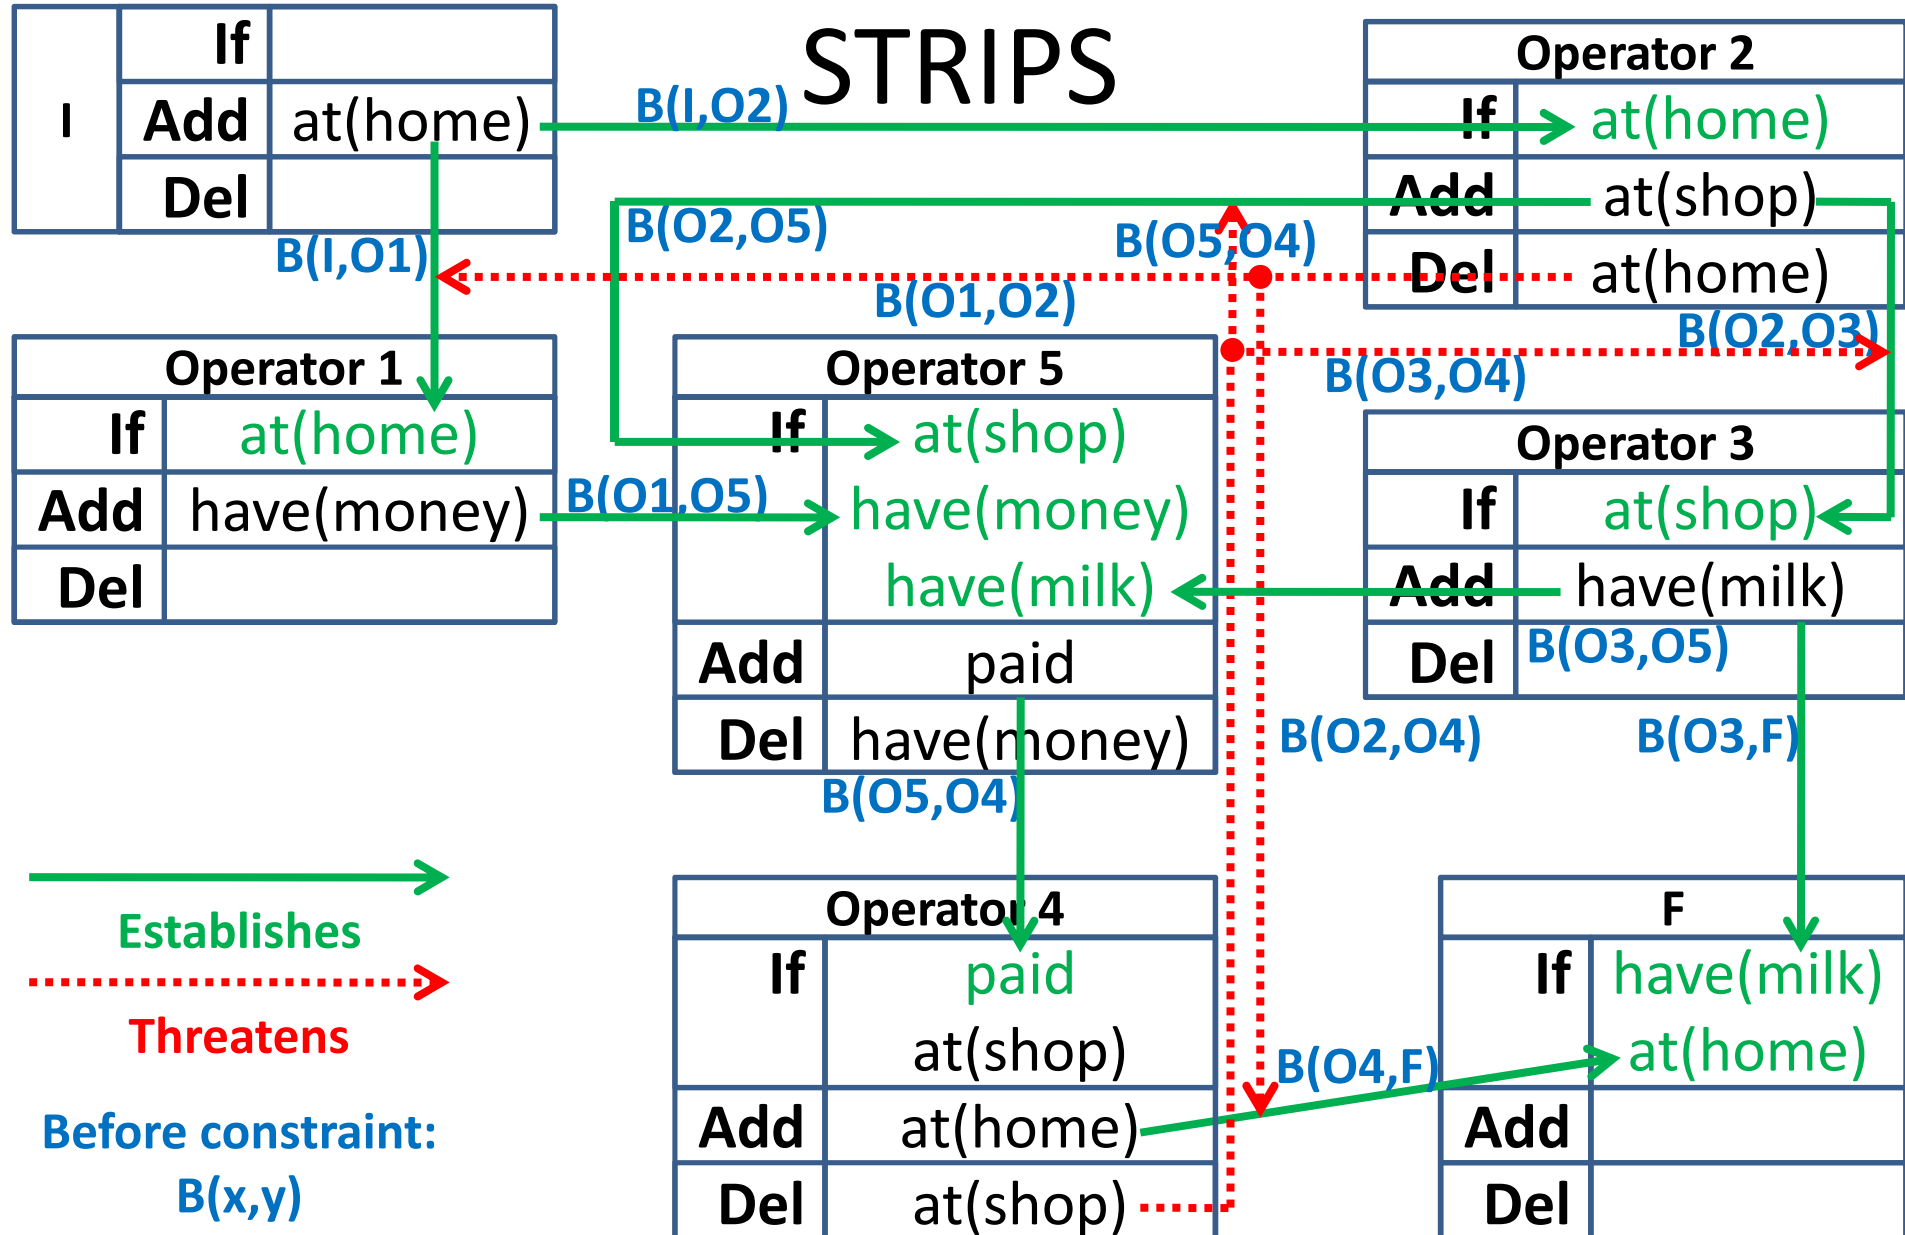 STRIPS
I
If
Add at(home)
Del
B(I,O2)
Operator 2
If at(home)
Add at(shop)
Del at(home)
B(O2,O5)
B(O5,O4)
B(I,O1)
B(O1,O2)
B(O2,O3)
B(O3,O4)
Operator 1
If at(home)
Add have(money)
Del
B(O1,O5)
Operator 5
If at(shop)
have(money)
have(milk)
Add paid
Del have(money)
Operator 3
If at(shop)
Add have(milk)
Del
B(O3,O5)
B(O2,O4)
B(O3,F)
B(O5,O4)
Establishes
Threatens
Before constraint:
B(x,y)
Operator 4
If paid
at(shop)
Add at(home)
Del at(shop)
B(O4,F)
F
If have(milk)
at(home)
Add
Del